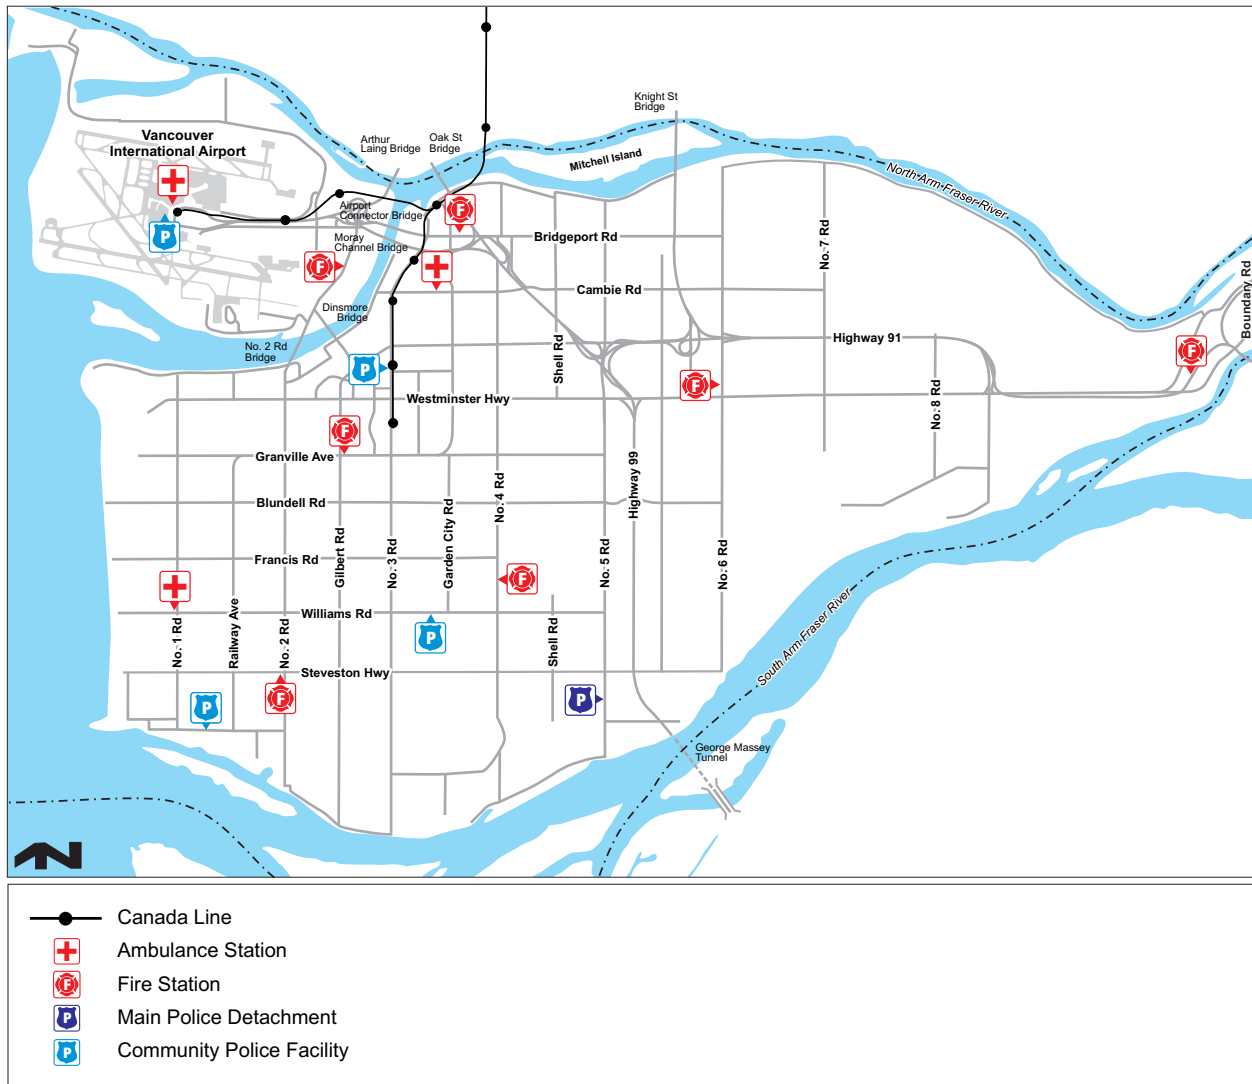 Knight St
Bridge
Vancouver
International Airport
Arthur
Laing Bridge
Oak St
Bridge
Mitchell Island
North Arm Fraser River
Airport
Connector Bridge
Moray
Channel Bridge
Bridgeport Rd
No. 7 Rd
Boundary Rd
Cambie Rd
Dinsmore
Bridge
No. 2 Rd
Bridge
Shell Rd
Highway 91
No. 8 Rd
Westminster Hwy
Granville Ave
Highway 99
Blundell Rd
No. 4 Rd
Garden City Rd
Gilbert Rd
No. 3 Rd
No. 5 Rd
No. 6 Rd
Francis Rd
Williams Rd
No. 1 Rd
Railway Ave
No. 2 Rd
Shell Rd
South Arm Fraser River
Steveston Hwy
George Massey
Tunnel
N
F
F
F
F
F
F
F
P
P
P
P
P
Canada Line
Ambulance Station
F
Fire Station
P
Main Police Detachment
P
Community Police Facility